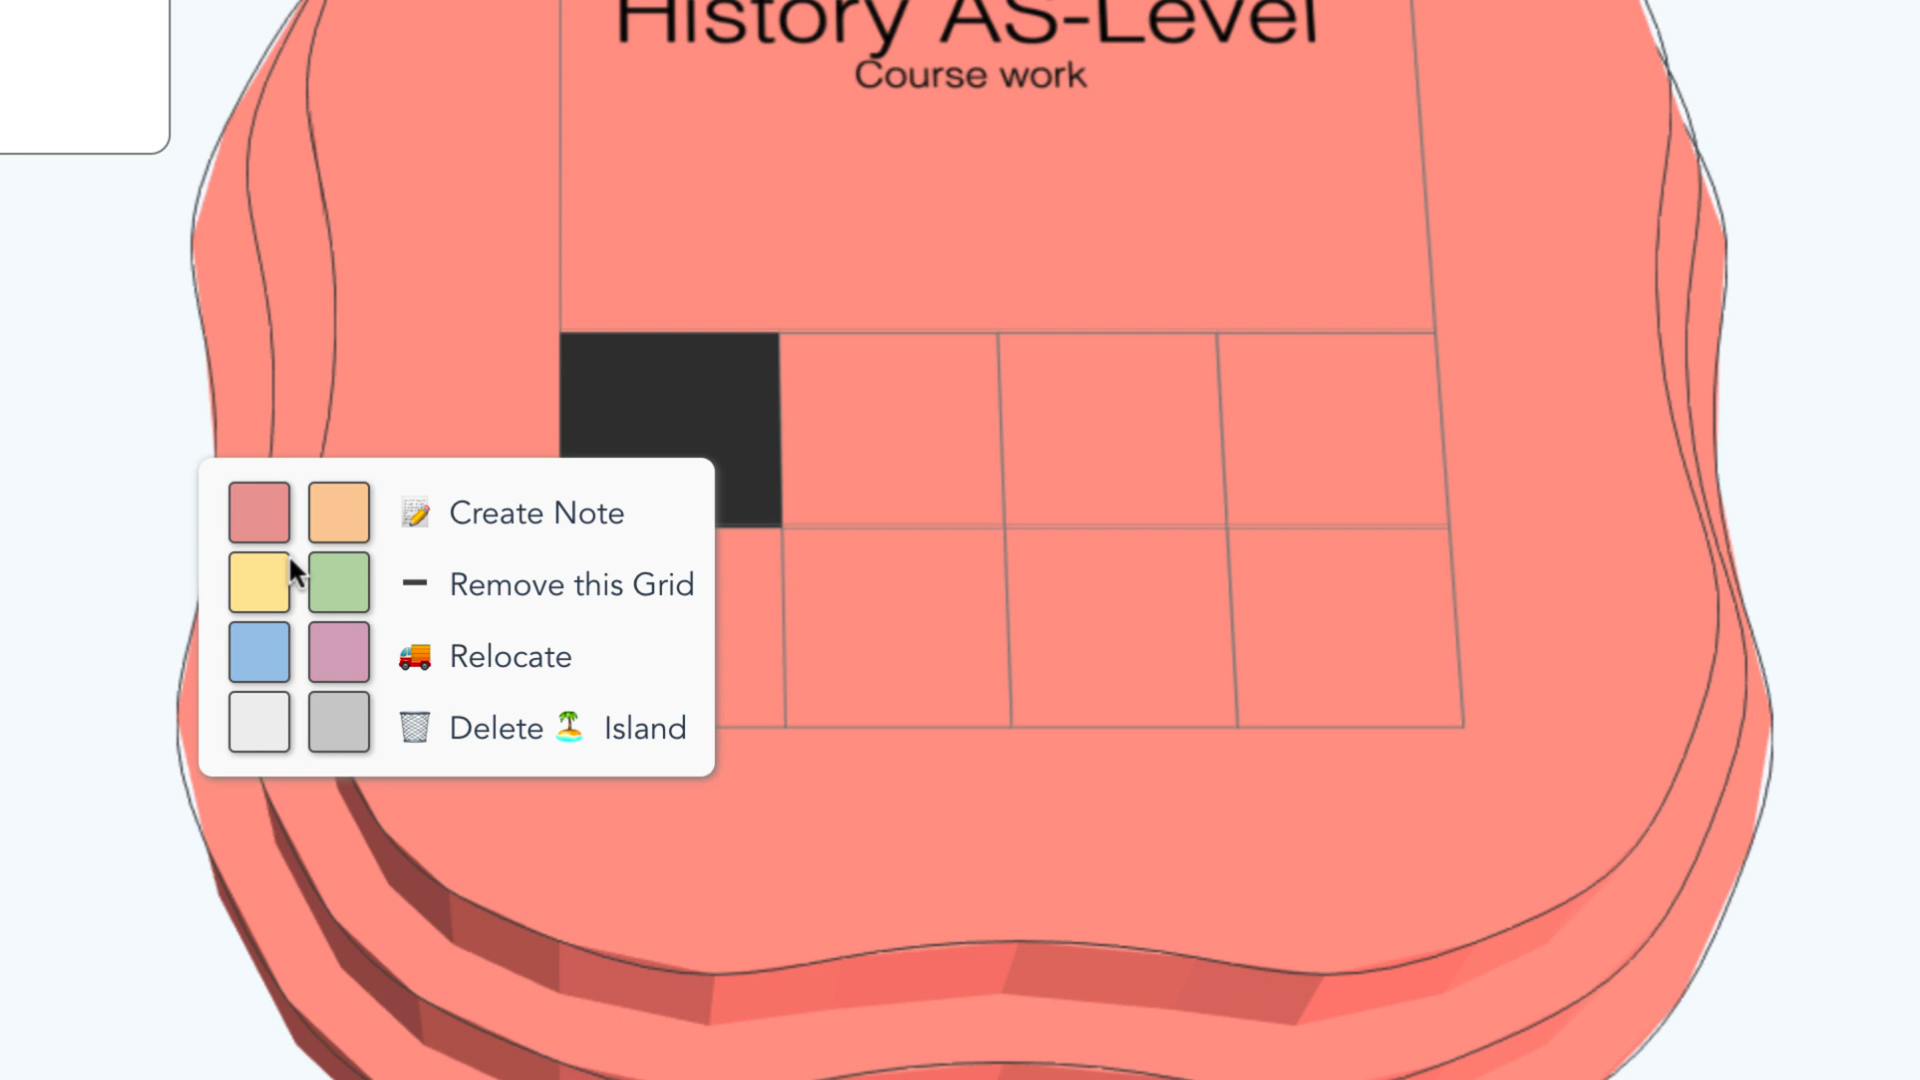 History AS-Level
Course work
Create Note
Remove this Grid
Relocate
Delete 🏝️ Island